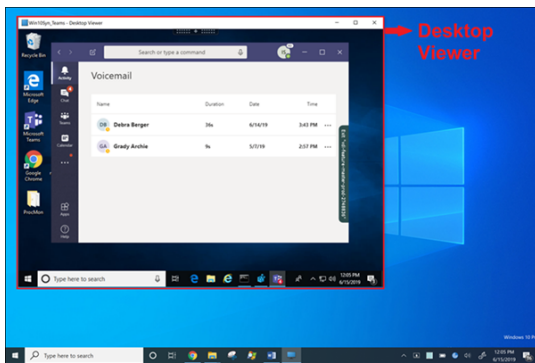 Win10Syn_Teams - Desktop Viewer
Desktop
Viewer
Recycle Bin
Search or type a command
Microsoft
Edge
Activity
Voicemail
Chat
Name Duration Date Time
Microsoft
Teams
Teams
DB Debra Berger 39s 6/14/19 3:43 PM
Calendar
GA Grady Archie 9s 5/7/19 2:57 PM
Google
Chrome
ProcMon
Apps
Help
Type here to search
12:05 PM
6/15/2019
Windows 10 P
Type here to search
12:05 PM
6/15/2019